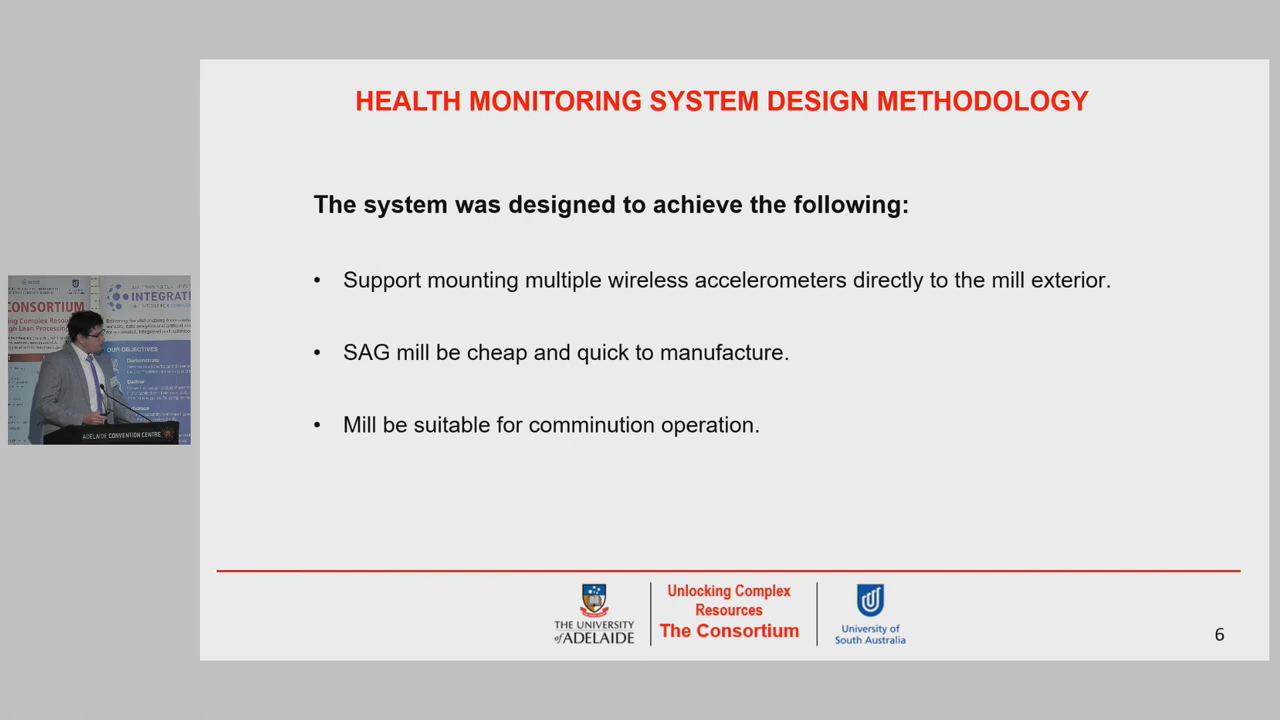 HEALTH MONITORING SYSTEM DESIGN METHODOLOGY
The system was designed to achieve the following:
• Support mounting multiple wireless accelerometers directly to the mill exterior.
• SAG mill be cheap and quick to manufacture.
• Mill be suitable for comminution operation.
CONSORTIUM
INTEGRAT
OUR OBJECTIVES
Demonstrate
Deliver
ADELAIDE CONVENTION CENTRE
THE UNIVERSITY
of ADELAIDE
Unlocking Complex
Resources
The Consortium
University of
South Australia
6